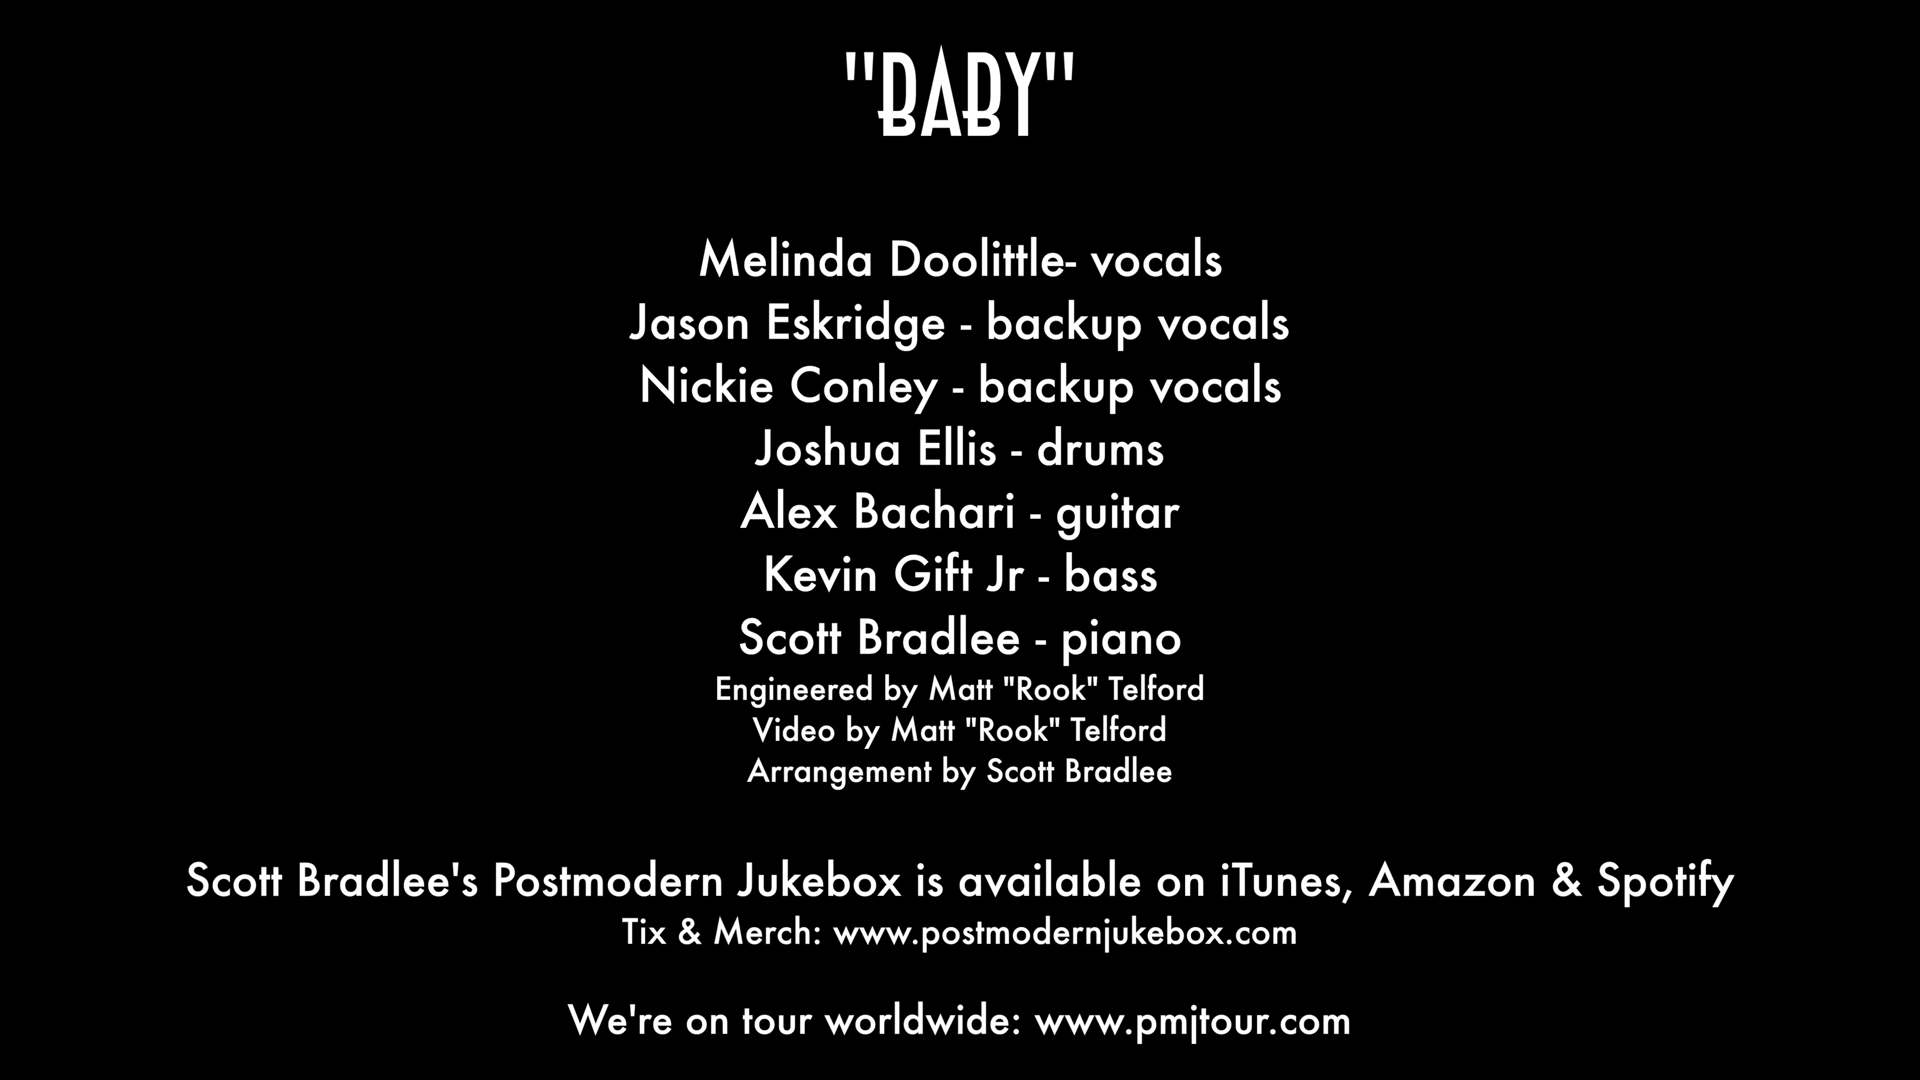 "BABY"
Melinda Doolittle- vocals
Jason Eskridge - backup vocals
Nickie Conley - backup vocals
Joshua Ellis - drums
Alex Bachari - guitar
Kevin Gift Jr - bass
Scott Bradlee - piano
Engineered by Matt "Rook" Telford
Video by Matt "Rook" Telford
Arrangement by Scott Bradlee
Scott Bradlee's Postmodern Jukebox is available on iTunes, Amazon & Spotify
Tix & Merch: www.postmodernjukebox.com
We're on tour worldwide: www.pmjtour.com